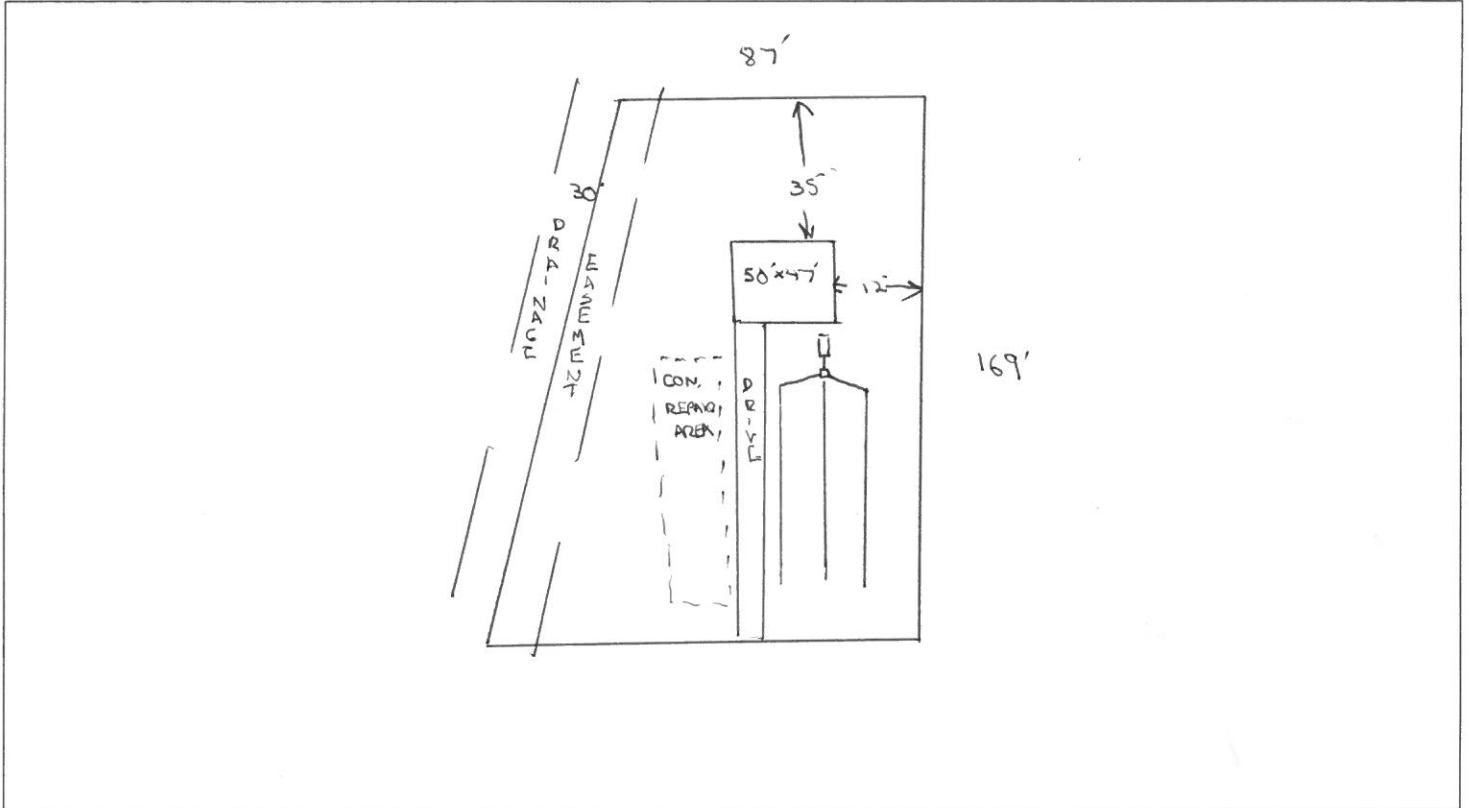 87'
30'
DRAINAGE
EASEMENT
35'
50'x47'
12'
169'
CON.
REPAIR
AREA
DRIVE